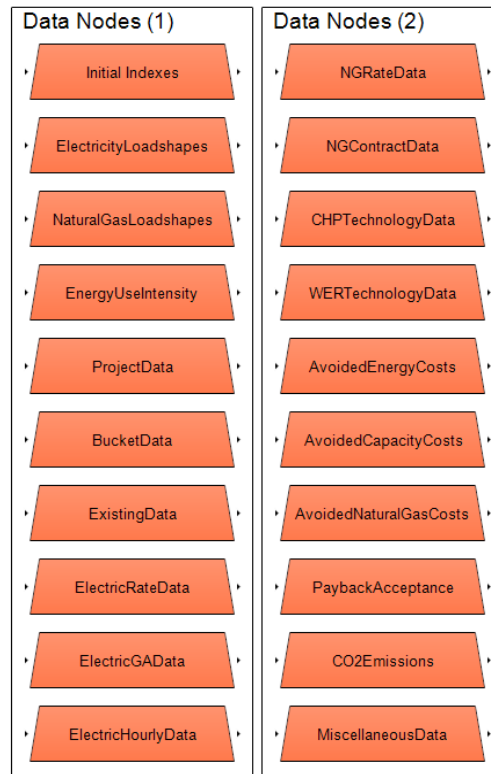 Data Nodes (1)
Initial Indexes
ElectricityLoadshapes
NaturalGasLoadshapes
EnergyUseIntensity
ProjectData
BucketData
ExistingData
ElectricRateData
ElectricGAData
ElectricHourlyData
Data Nodes (2)
NGRateData
NGContractData
CHPTechnologyData
WERTechnologyData
AvoidedEnergyCosts
AvoidedCapacityCosts
AvoidedNaturalGasCosts
PaybackAcceptance
CO2Emissions
MiscellaneousData